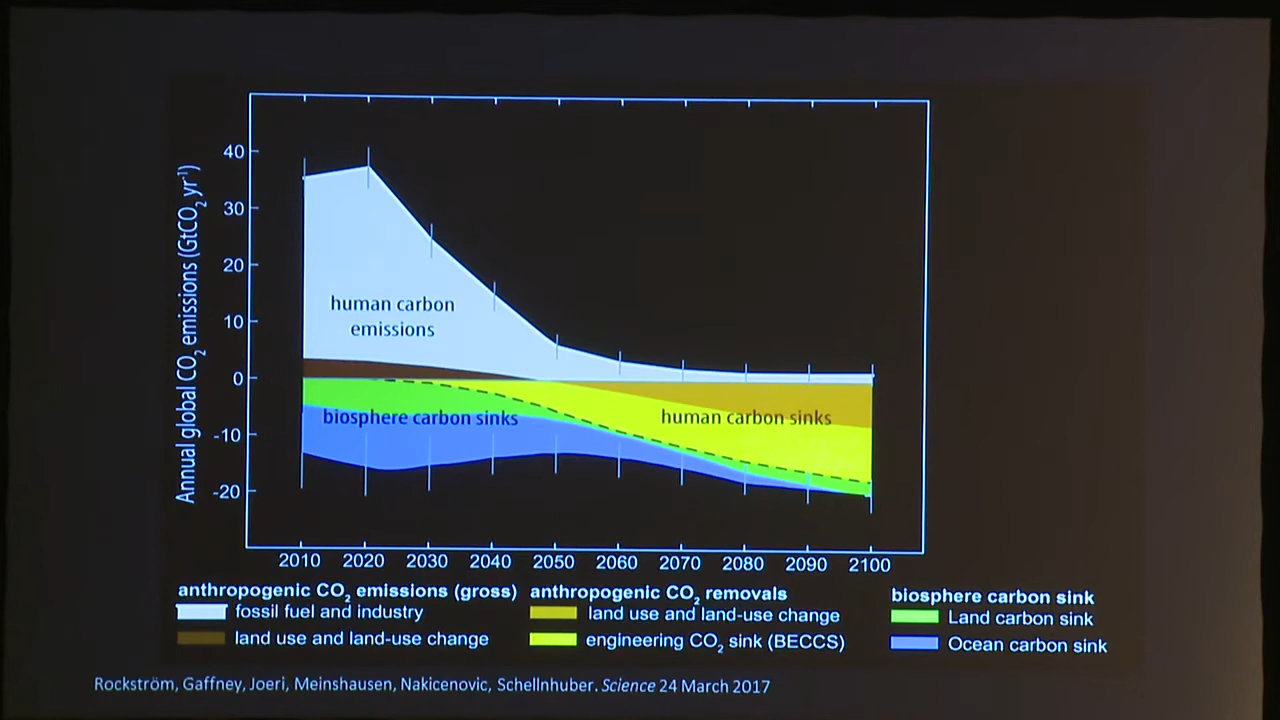 Annual global CO₂ emissions (GtCO₂ yr⁻¹)
40
30
20
10
0
-10
-20
human carbon
emissions
biosphere carbon sinks
human carbon sinks
2010 2020 2030 2040 2050 2060 2070 2080 2090 2100
anthropogenic CO₂ emissions (gross)
fossil fuel and industry
land use and land-use change
anthropogenic CO₂ removals
land use and land-use change
engineering CO₂ sink (BECCS)
biosphere carbon sink
Land carbon sink
Ocean carbon sink
Rockström, Gaffney, Joeri, Meinshausen, Nakicenovic, Schellnhuber. Science 24 March 2017